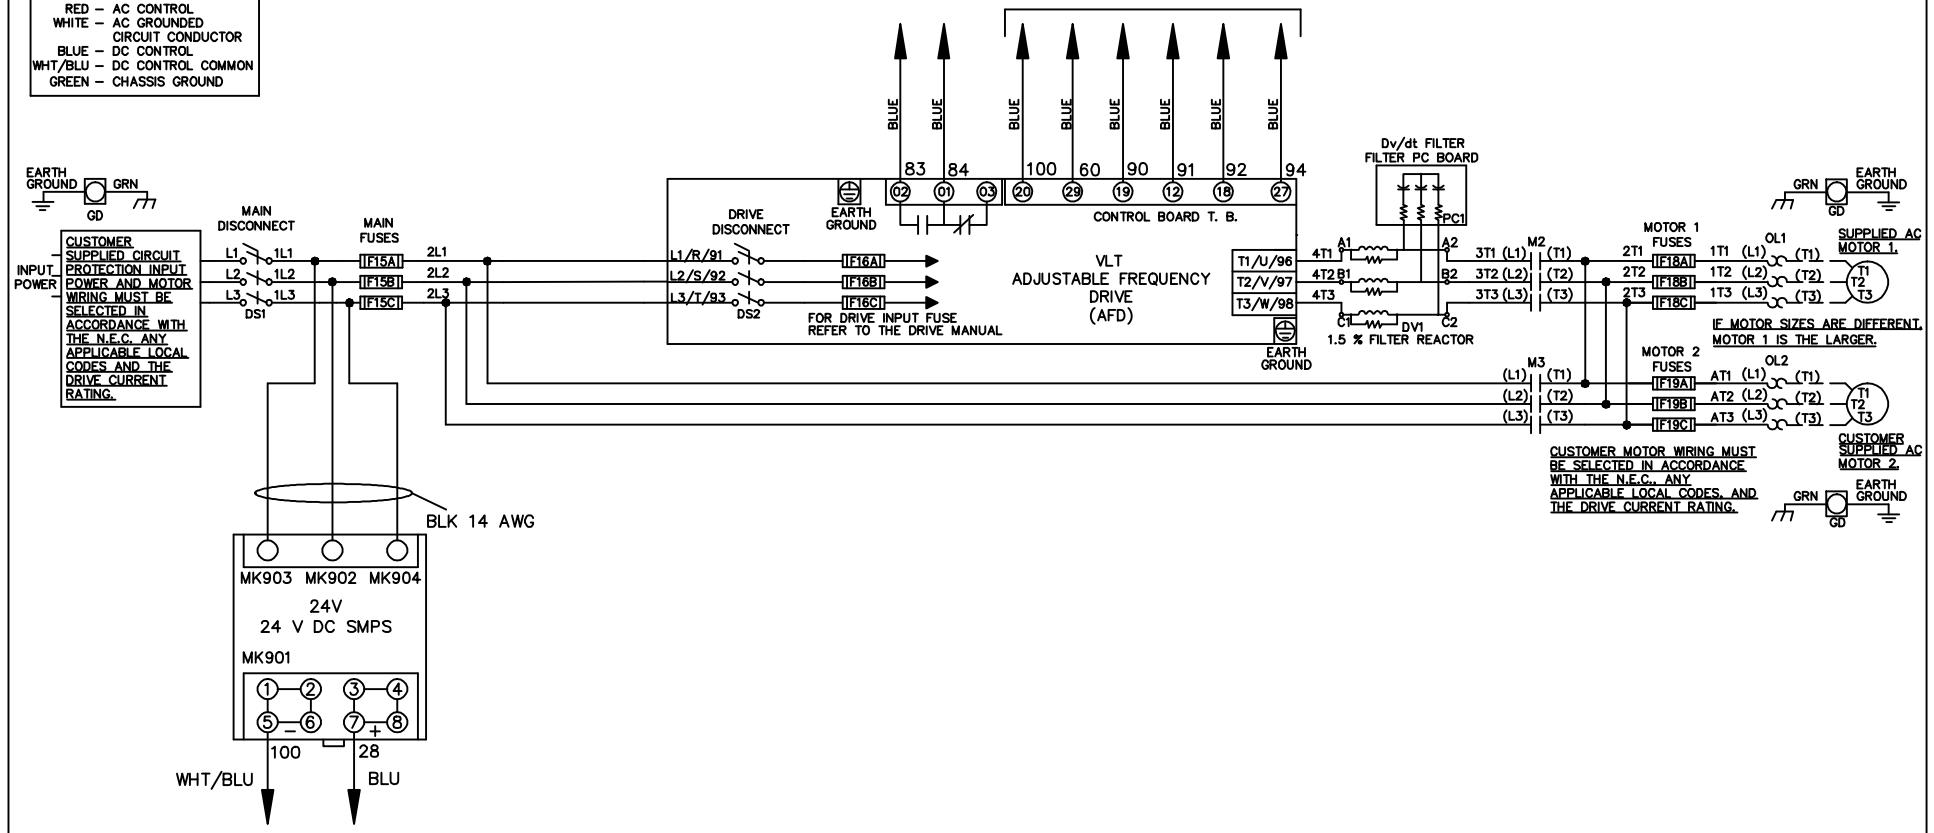 RED – AC CONTROL
WHITE – AC GROUNDED
CIRCUIT CONDUCTOR
BLUE – DC CONTROL
WHT/BLU – DC CONTROL COMMON
GREEN – CHASSIS GROUND
BLUE
BLUE
BLUE
BLUE
BLUE
BLUE
BLUE
BLUE
83
84
100
60
90
91
92
94
02
01
03
20
29
19
12
18
27
CONTROL BOARD T. B.
EARTH
GROUND
GRN
GD
INPUT
POWER
CUSTOMER
SUPPLIED CIRCUIT
PROTECTION INPUT
POWER AND MOTOR
WIRING MUST BE
SELECTED IN
ACCORDANCE WITH
THE N.E.C. ANY
APPLICABLE LOCAL
CODES AND THE
DRIVE CURRENT
RATING.
MAIN
DISCONNECT
L1
1L1
L2
1L2
L3
1L3
DS1
MAIN
FUSES
F15A
F15B
F15C
2L1
2L2
2L3
DRIVE
DISCONNECT
L1/R/91
L2/S/92
L3/T/93
DS2
EARTH
GROUND
F16A
F16B
F16C
FOR DRIVE INPUT FUSE
REFER TO THE DRIVE MANUAL
VLT
ADJUSTABLE FREQUENCY
DRIVE
(AFD)
T1/U/96
T2/V/97
T3/W/98
EARTH
GROUND
Dv/dt FILTER
FILTER PC BOARD
PC1
4T1
4T2
4T3
A1
A2
B1
B2
C1
C2
DV1
1.5 % FILTER REACTOR
M2
3T1 (L1) (T1)
3T2 (L2) (T2)
3T3 (L3) (T3)
MOTOR 1
FUSES
2T1
2T2
2T3
F18A
F18B
F18C
OL1
1T1 (L1) (T1)
1T2 (L2) (T2)
1T3 (L3) (T3)
GRN
GD
EARTH
GROUND
SUPPLIED AC
MOTOR 1.
T1
T2
T3
IF MOTOR SIZES ARE DIFFERENT,
MOTOR 1 IS THE LARGER.
M3
(L1) (T1)
(L2) (T2)
(L3) (T3)
MOTOR 2
FUSES
F19A
F19B
F19C
OL2
AT1 (L1) (T1)
AT2 (L2) (T2)
AT3 (L3) (T3)
T1
T2
T3
CUSTOMER
SUPPLIED AC
MOTOR 2.
CUSTOMER MOTOR WIRING MUST
BE SELECTED IN ACCORDANCE
WITH THE N.E.C., ANY
APPLICABLE LOCAL CODES, AND
THE DRIVE CURRENT RATING.
GRN
GD
EARTH
GROUND
BLK 14 AWG
MK903 MK902 MK904
24V
24 V DC SMPS
MK901
1
2
3
4
5
6
7
8
–
+
100
28
WHT/BLU
BLU